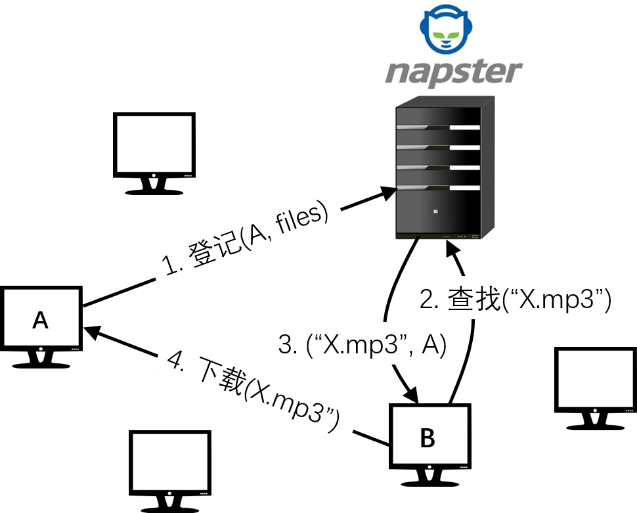 napster
1. 登记(A, files)
A
2. 查找(“X.mp3”)
3. (“X.mp3”, A)
4. 下载(X.mp3”)
B